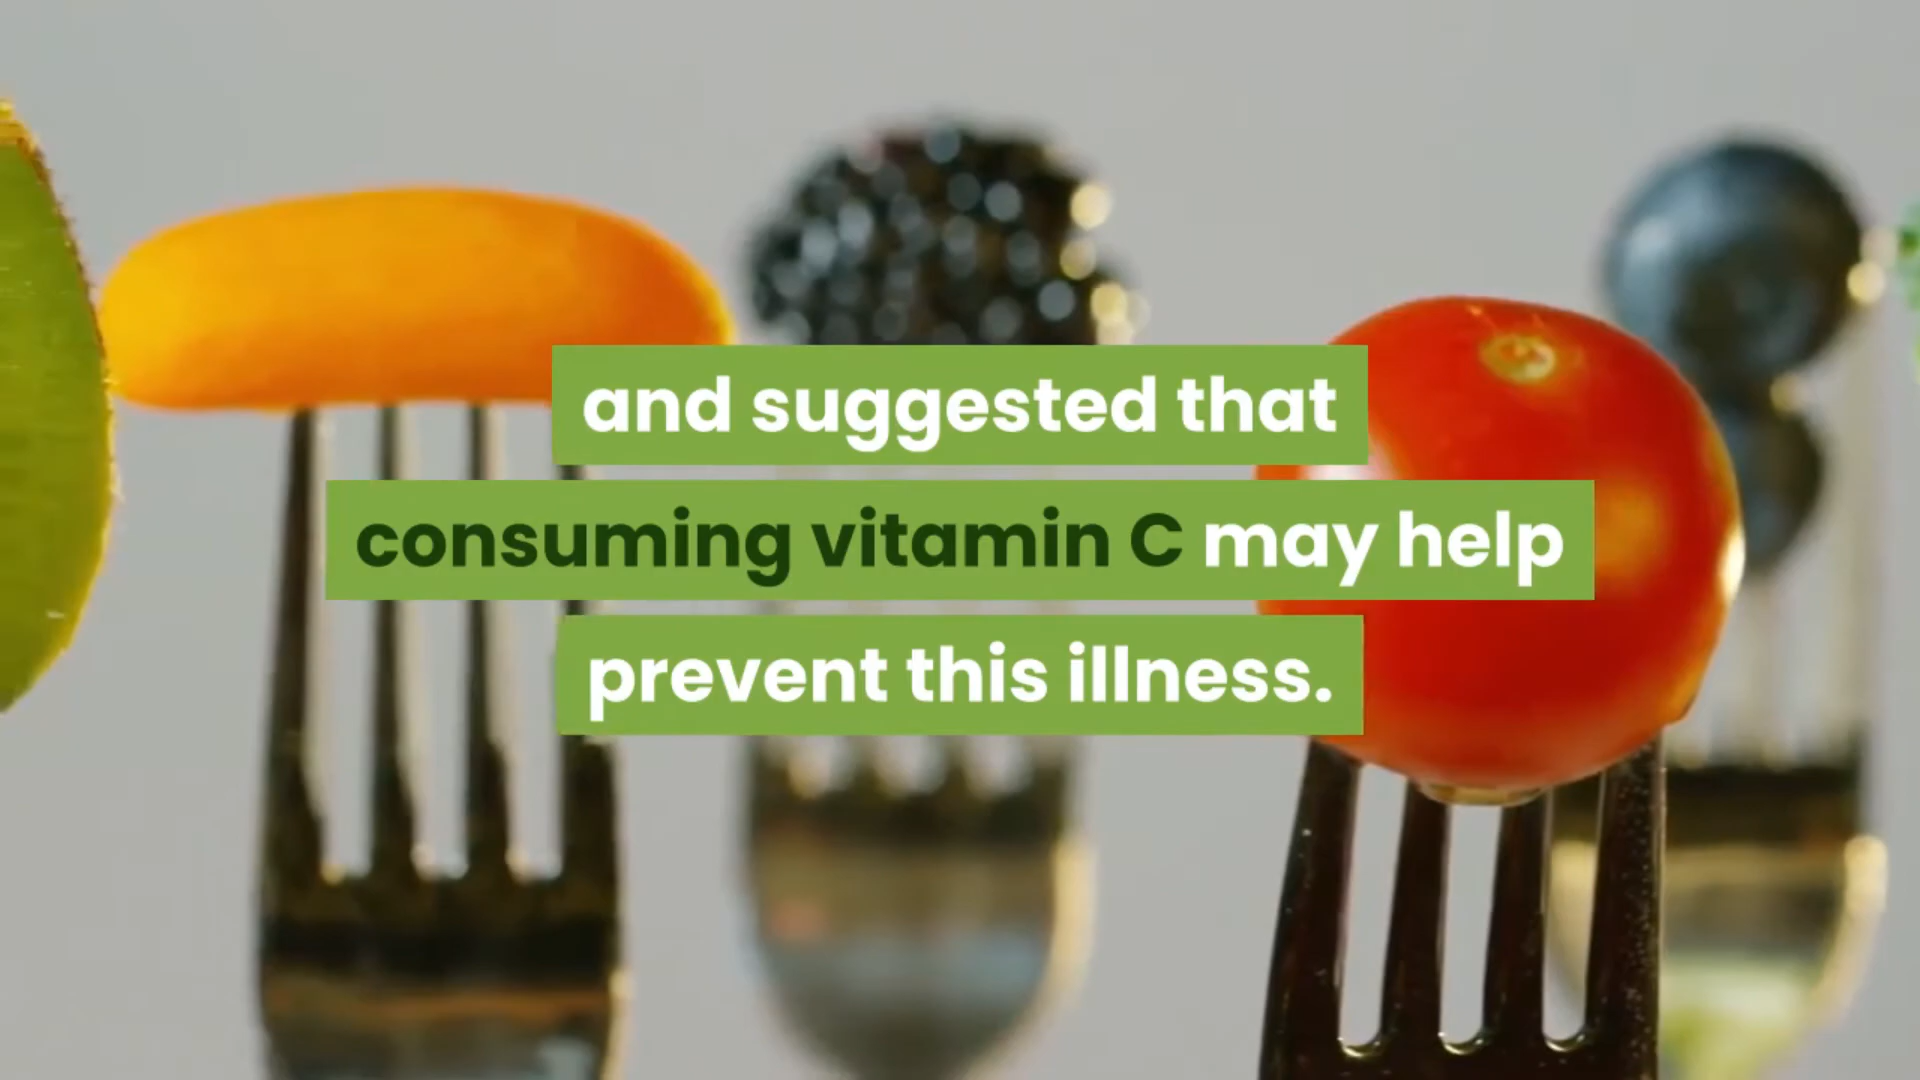 and suggested that
consuming vitamin C may help
prevent this illness.